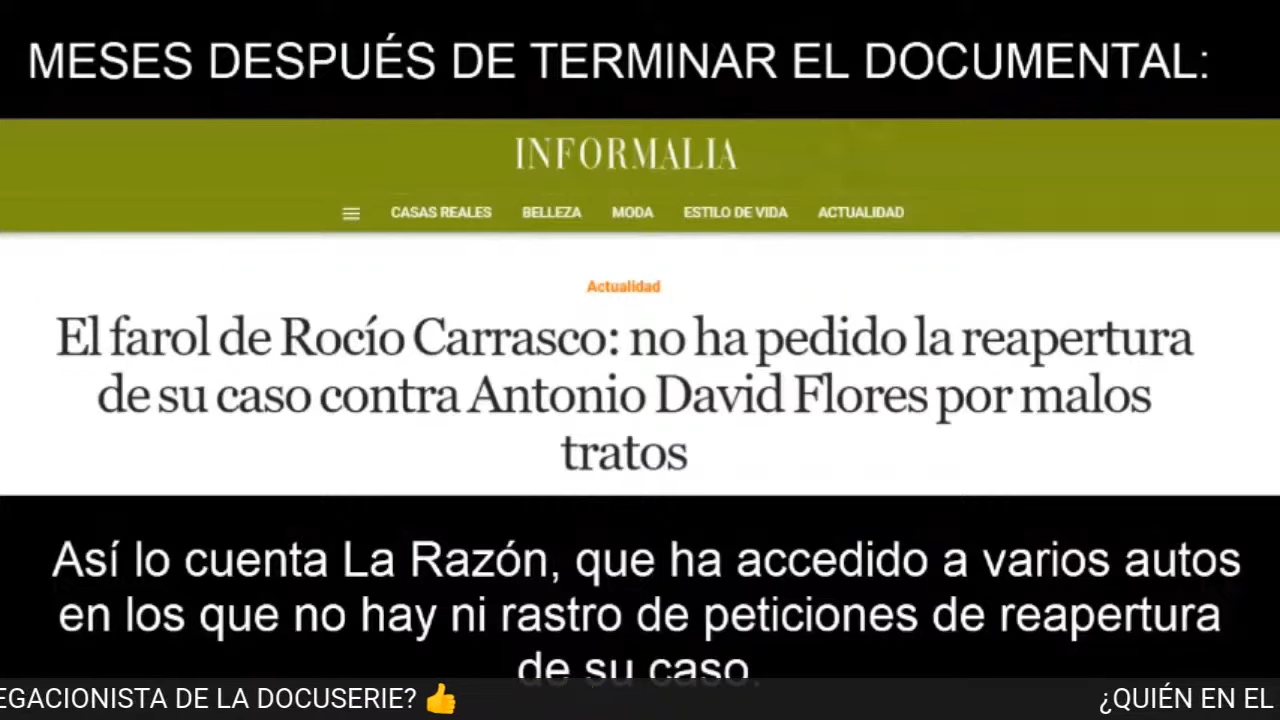 MESES DESPUÉS DE TERMINAR EL DOCUMENTAL:
INFORMALIA
CASAS REALES BELLEZA MODA ESTILO DE VIDA ACTUALIDAD
Actualidad
El farol de Rocío Carrasco: no ha pedido la reapertura
de su caso contra Antonio David Flores por malos
tratos
Así lo cuenta La Razón, que ha accedido a varios autos
en los que no hay ni rastro de peticiones de reapertura
de su caso.
EGACIONISTA DE LA DOCUSERIE? 👍 ¿QUIÉN EN EL